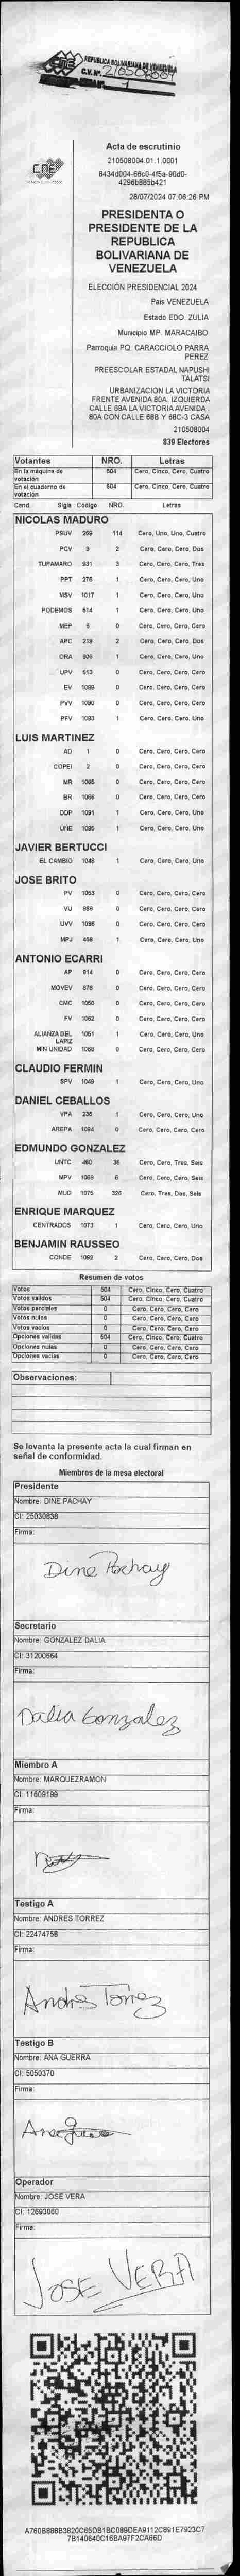 CNE
REPUBLICA BOLIVARIANA DE VENEZUELA
C.V. N° 210508004
1
CNE
Acta de escrutinio
210508004.01.1.0001
8434d004-66c0-4f5a-90d0-
4296b885b421
28/07/2024 07:06:26 PM
PRESIDENTA O
PRESIDENTE DE LA
REPUBLICA
BOLIVARIANA DE
VENEZUELA
ELECCIÓN PRESIDENCIAL 2024
Pais VENEZUELA
Estado EDO. ZULIA
Municipio MP. MARACAIBO
Parroquia PQ. CARACCIOLO PARRA
PEREZ
PREESCOLAR ESTADAL NAPUSHI
TALATSI
URBANIZACION LA VICTORIA
FRENTE AVENIDA 80A. IZQUIERDA
CALLE 68A LA VICTORIA AVENIDA .
80A CON CALLE 68B Y 68C-3 CASA
210508004
839 Electores
Votantes NRO. Letras
En la máquina de votación 504 Cero, Cinco, Cero, Cuatro
En el cuaderno de votación 504 Cero, Cinco, Cero, Cuatro
Cand. Sigla Código NRO. Letras
NICOLAS MADURO
PSUV 269 114 Cero, Uno, Uno, Cuatro
PCV 9 2 Cero, Cero, Cero, Dos
TUPAMARO 931 3 Cero, Cero, Cero, Tres
PPT 276 1 Cero, Cero, Cero, Uno
MSV 1017 1 Cero, Cero, Cero, Uno
PODEMOS 514 1 Cero, Cero, Cero, Uno
MEP 6 0 Cero, Cero, Cero, Cero
APC 219 2 Cero, Cero, Cero, Dos
ORA 906 1 Cero, Cero, Cero, Uno
UPV 513 0 Cero, Cero, Cero, Cero
EV 1089 0 Cero, Cero, Cero, Cero
PVV 1090 0 Cero, Cero, Cero, Cero
PFV 1093 1 Cero, Cero, Cero, Uno
LUIS MARTINEZ
AD 1 0 Cero, Cero, Cero, Cero
COPEI 2 0 Cero, Cero, Cero, Cero
MR 1065 0 Cero, Cero, Cero, Cero
BR 1066 0 Cero, Cero, Cero, Cero
DDP 1091 1 Cero, Cero, Cero, Uno
UNE 1095 1 Cero, Cero, Cero, Uno
JAVIER BERTUCCI
EL CAMBIO 1048 1 Cero, Cero, Cero, Uno
JOSE BRITO
PV 1053 0 Cero, Cero, Cero, Cero
VU 868 0 Cero, Cero, Cero, Cero
UVV 1096 0 Cero, Cero, Cero, Cero
MPJ 458 1 Cero, Cero, Cero, Uno
ANTONIO ECARRI
AP 914 0 Cero, Cero, Cero, Cero
MOVEV 878 0 Cero, Cero, Cero, Cero
CMC 1050 0 Cero, Cero, Cero, Cero
FV 1062 0 Cero, Cero, Cero, Cero
ALIANZA DEL LAPIZ 1051 1 Cero, Cero, Cero, Uno
MIN UNIDAD 1069 0 Cero, Cero, Cero, Cero
CLAUDIO FERMIN
SPV 1049 1 Cero, Cero, Cero, Uno
DANIEL CEBALLOS
VPA 236 1 Cero, Cero, Cero, Uno
AREPA 1094 0 Cero, Cero, Cero, Cero
EDMUNDO GONZALEZ
UNTC 460 36 Cero, Cero, Tres, Seis
MPV 1069 6 Cero, Cero, Cero, Seis
MUD 1075 326 Cero, Tres, Dos, Seis
ENRIQUE MARQUEZ
CENTRADOS 1073 1 Cero, Cero, Cero, Uno
BENJAMIN RAUSSEO
CONDE 1092 2 Cero, Cero, Cero, Dos
Resumen de votos
Votos 504 Cero, Cinco, Cero, Cuatro
Votos validos 504 Cero, Cinco, Cero, Cuatro
Votos parciales 0 Cero, Cero, Cero, Cero
Votos nulos 0 Cero, Cero, Cero, Cero
Votos vacios 0 Cero, Cero, Cero, Cero
Opciones validas 504 Cero, Cinco, Cero, Cuatro
Opciones nulas 0 Cero, Cero, Cero, Cero
Opciones vacias 0 Cero, Cero, Cero, Cero
Observaciones:
Se levanta la presente acta la cual firman en
señal de conformidad.
Miembros de la mesa electoral
Presidente
Nombre: DINE PACHAY
CI: 25030838
Firma:
Dine Pachay
Secretario
Nombre: GONZALEZ DALIA
CI: 31200664
Firma:
Dalia Gonzalez
Miembro A
Nombre: MARQUEZRAMON
CI: 11609199
Firma:
Testigo A
Nombre: ANDRES TORREZ
CI: 22474758
Firma:
Andres Torrez
Testigo B
Nombre: ANA GUERRA
CI: 5050370
Firma:
Operador
Nombre: JOSE VERA
CI: 12693060
Firma:
JOSE VERA
A760B888B3820C65DB1BC089DEA9112C891E7923C7
7B140640C16BA97F2CA66D